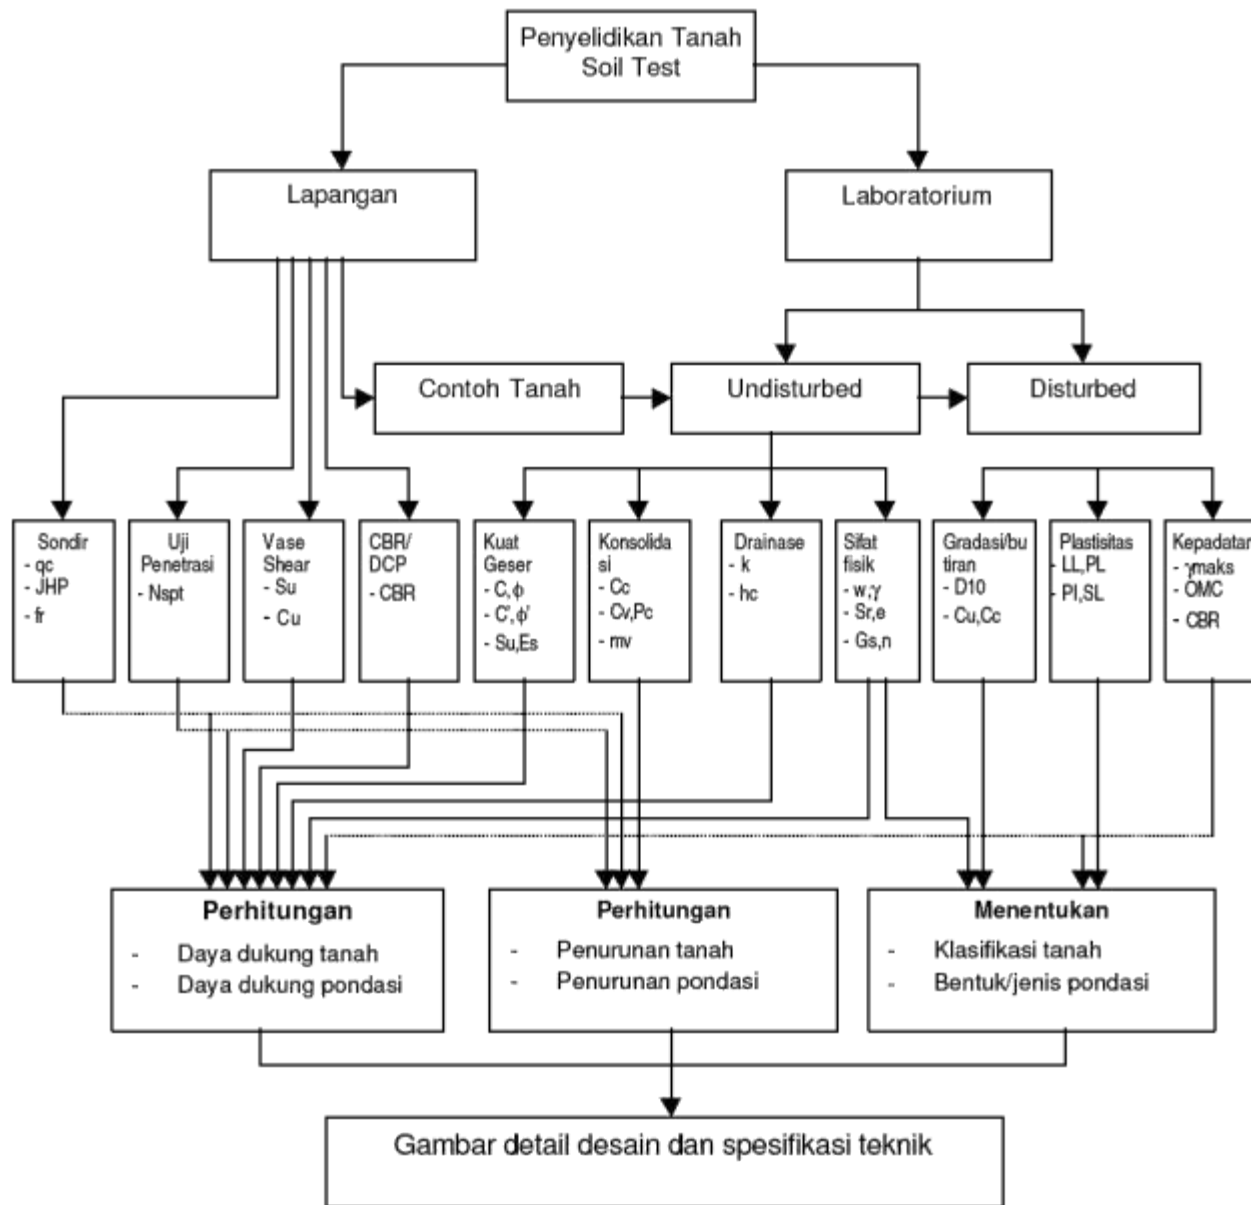 Penyelidikan Tanah
Soil Test
Lapangan
Laboratorium
Contoh Tanah
Undisturbed
Disturbed
Sondir
- qc
- JHP
- fr
Uji
Penetrasi
- Nspt
Vase
Shear
- Su
- Cu
CBR/
DCP
- CBR
Kuat
Geser
- C,ϕ
- C',ϕ'
- Su,Es
Konsolida
si
- Cc
- Cv,Pc
- mv
Drainase
- k
- hc
Sifat
fisik
- w,γ
- Sr,e
- Gs,n
Gradasi/bu
tiran
- D10
- Cu,Cc
Plastisitas
- LL,PL
- PI,SL
Kepadatan
- γmaks
- OMC
- CBR
Perhitungan
- Daya dukung tanah
- Daya dukung pondasi
Perhitungan
- Penurunan tanah
- Penurunan pondasi
Menentukan
- Klasifikasi tanah
- Bentuk/jenis pondasi
Gambar detail desain dan spesifikasi teknik